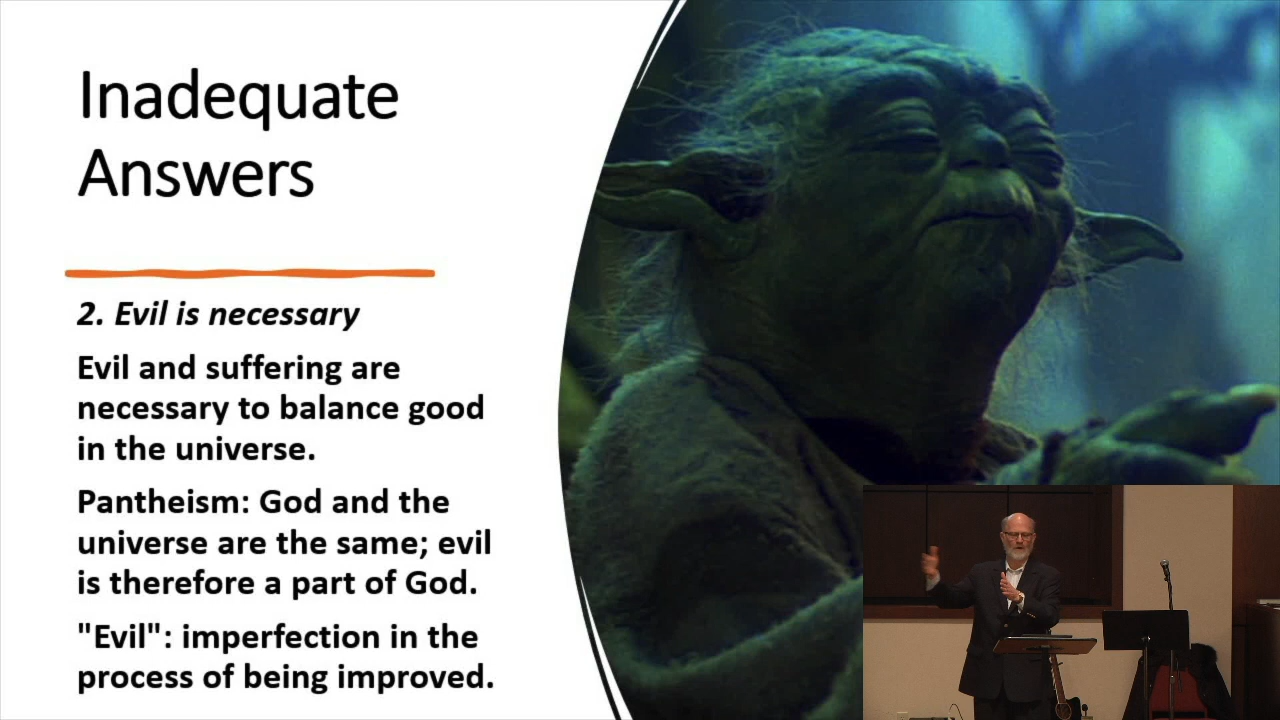 Inadequate
Answers
2. Evil is necessary
Evil and suffering are
necessary to balance good
in the universe.
Pantheism: God and the
universe are the same; evil
is therefore a part of God.
"Evil": imperfection in the
process of being improved.